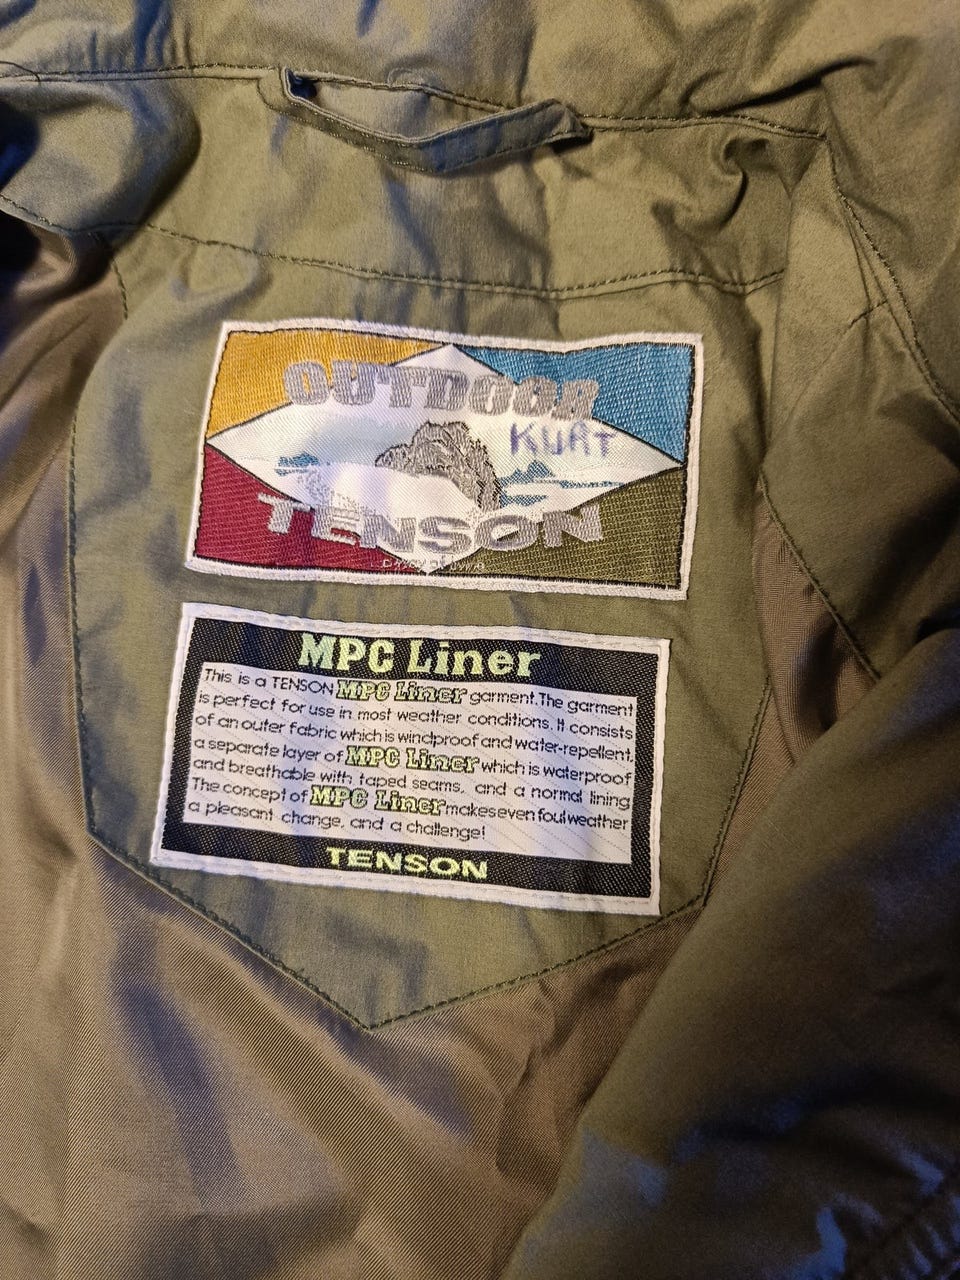 OUTDOOR
KURT
TENSON
MPC Liner
This is a TENSON MPC Liner garment. The garment
is perfect for use in most weather conditions. It consists
of an outer fabric which is windproof and water-repellent,
a separate layer of MPC Liner which is waterproof
and breathable with taped seams, and a normal lining
The concept of MPC Liner makes even foul weather
a pleasant change, and a challenge!
TENSON